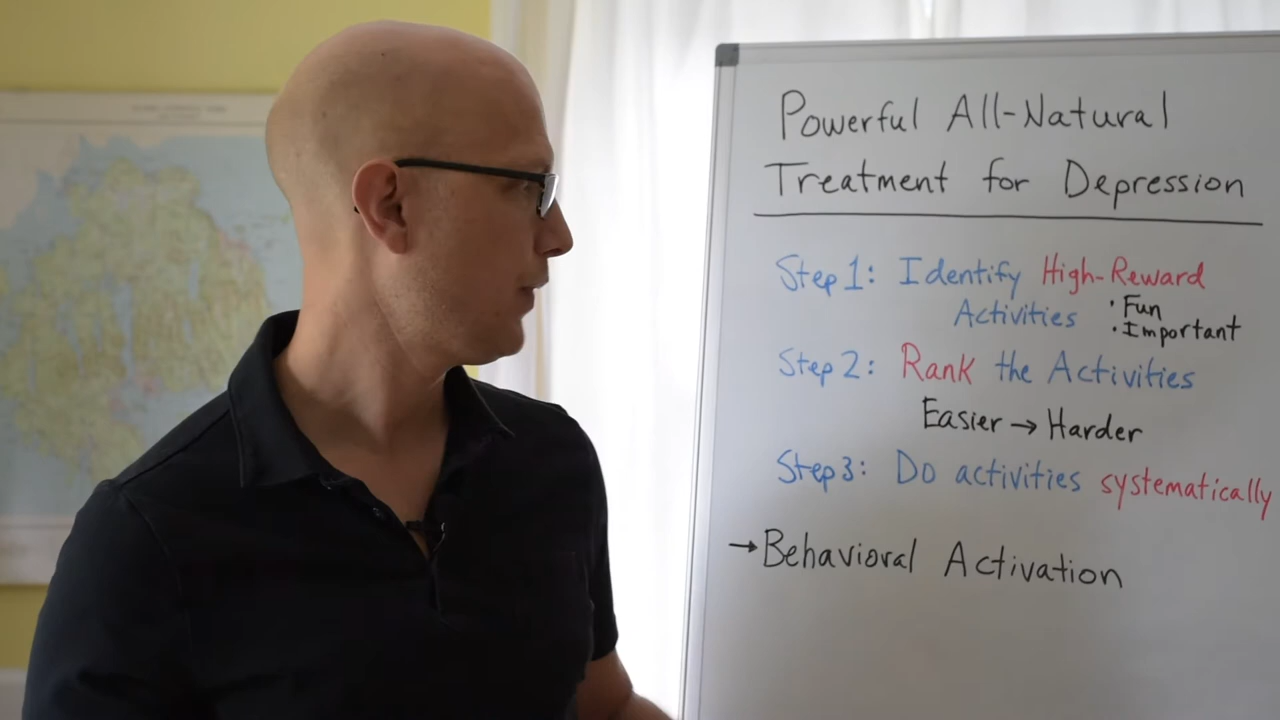 Powerful All-Natural
Treatment for Depression
Step 1: Identify High-Reward
Activities
• Fun
• Important
Step 2: Rank the Activities
Easier → Harder
Step 3: Do activities systematically
→ Behavioral Activation